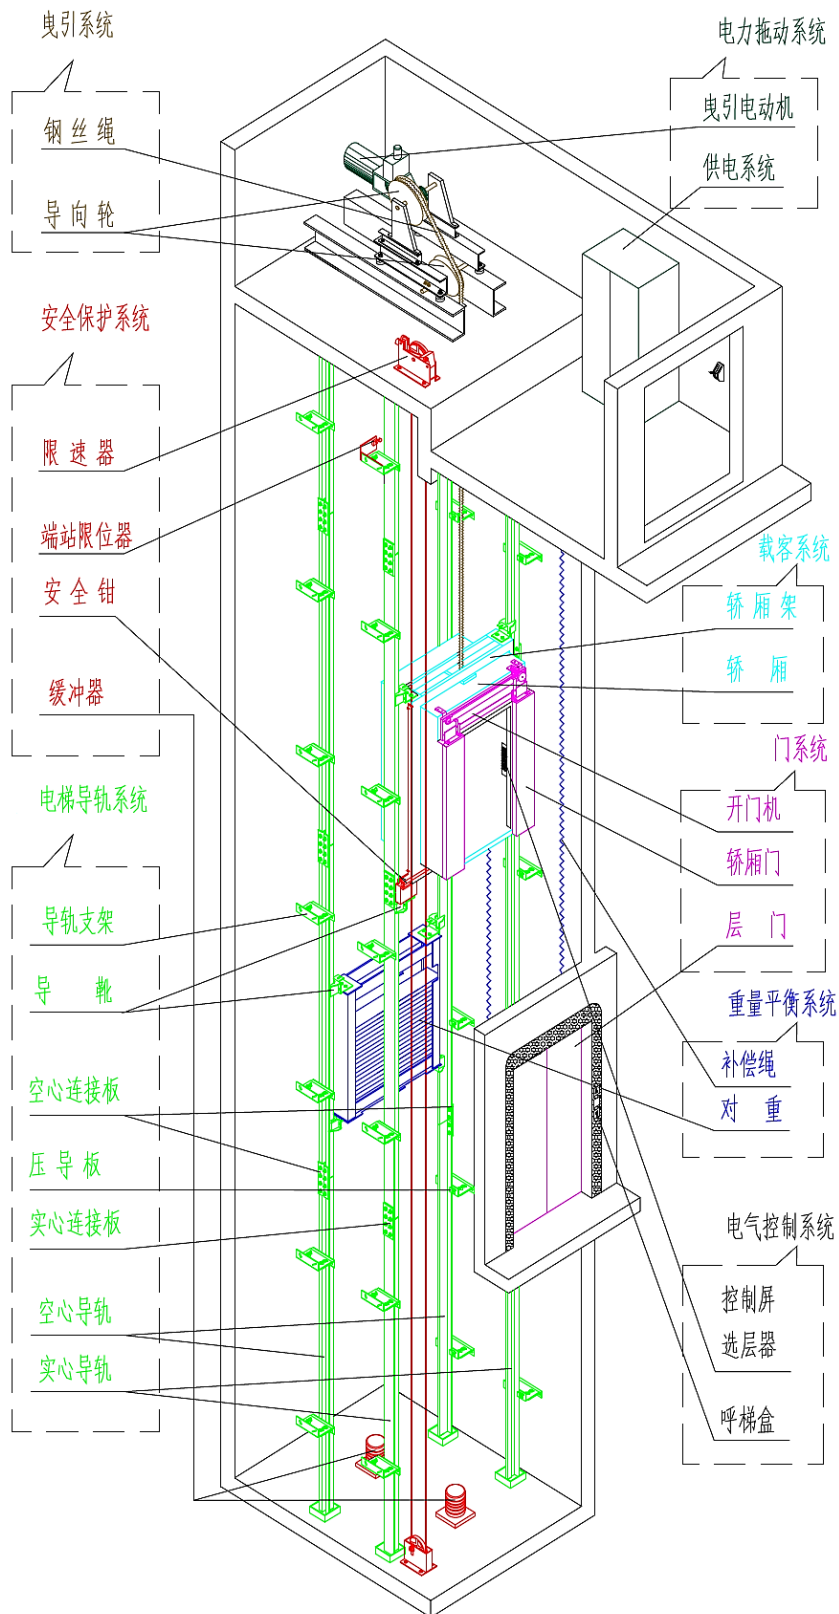 曳引系统
钢丝绳
导向轮
安全保护系统
限速器
端站限位器
安全钳
缓冲器
电梯导轨系统
导轨支架
导靴
空心连接板
压导板
实心连接板
空心导轨
实心导轨
电力拖动系统
曳引电动机
供电系统
载客系统
轿厢架
轿厢
门系统
开门机
轿厢门
层门
重量平衡系统
补偿绳
对重
电气控制系统
控制屏
选层器
呼梯盒